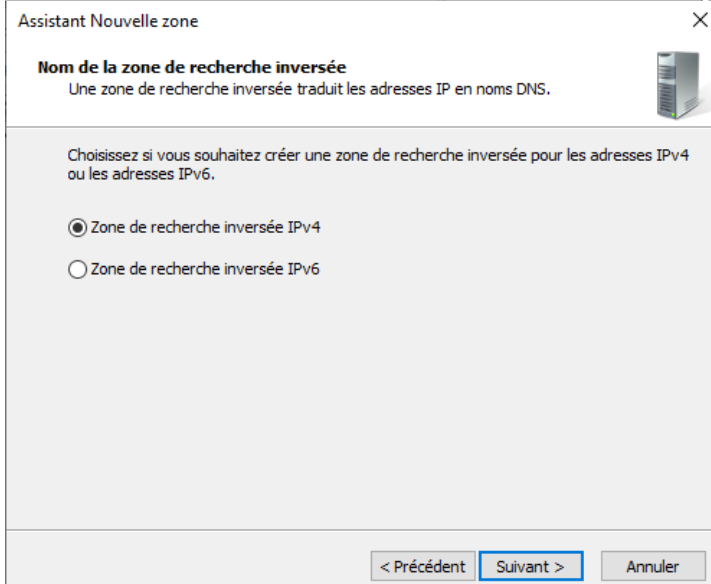 Assistant Nouvelle zone
Nom de la zone de recherche inversée
Une zone de recherche inversée traduit les adresses IP en noms DNS.
Choisissez si vous souhaitez créer une zone de recherche inversée pour les adresses IPv4
ou les adresses IPv6.
Zone de recherche inversée IPv4
Zone de recherche inversée IPv6
< Précédent
Suivant >
Annuler